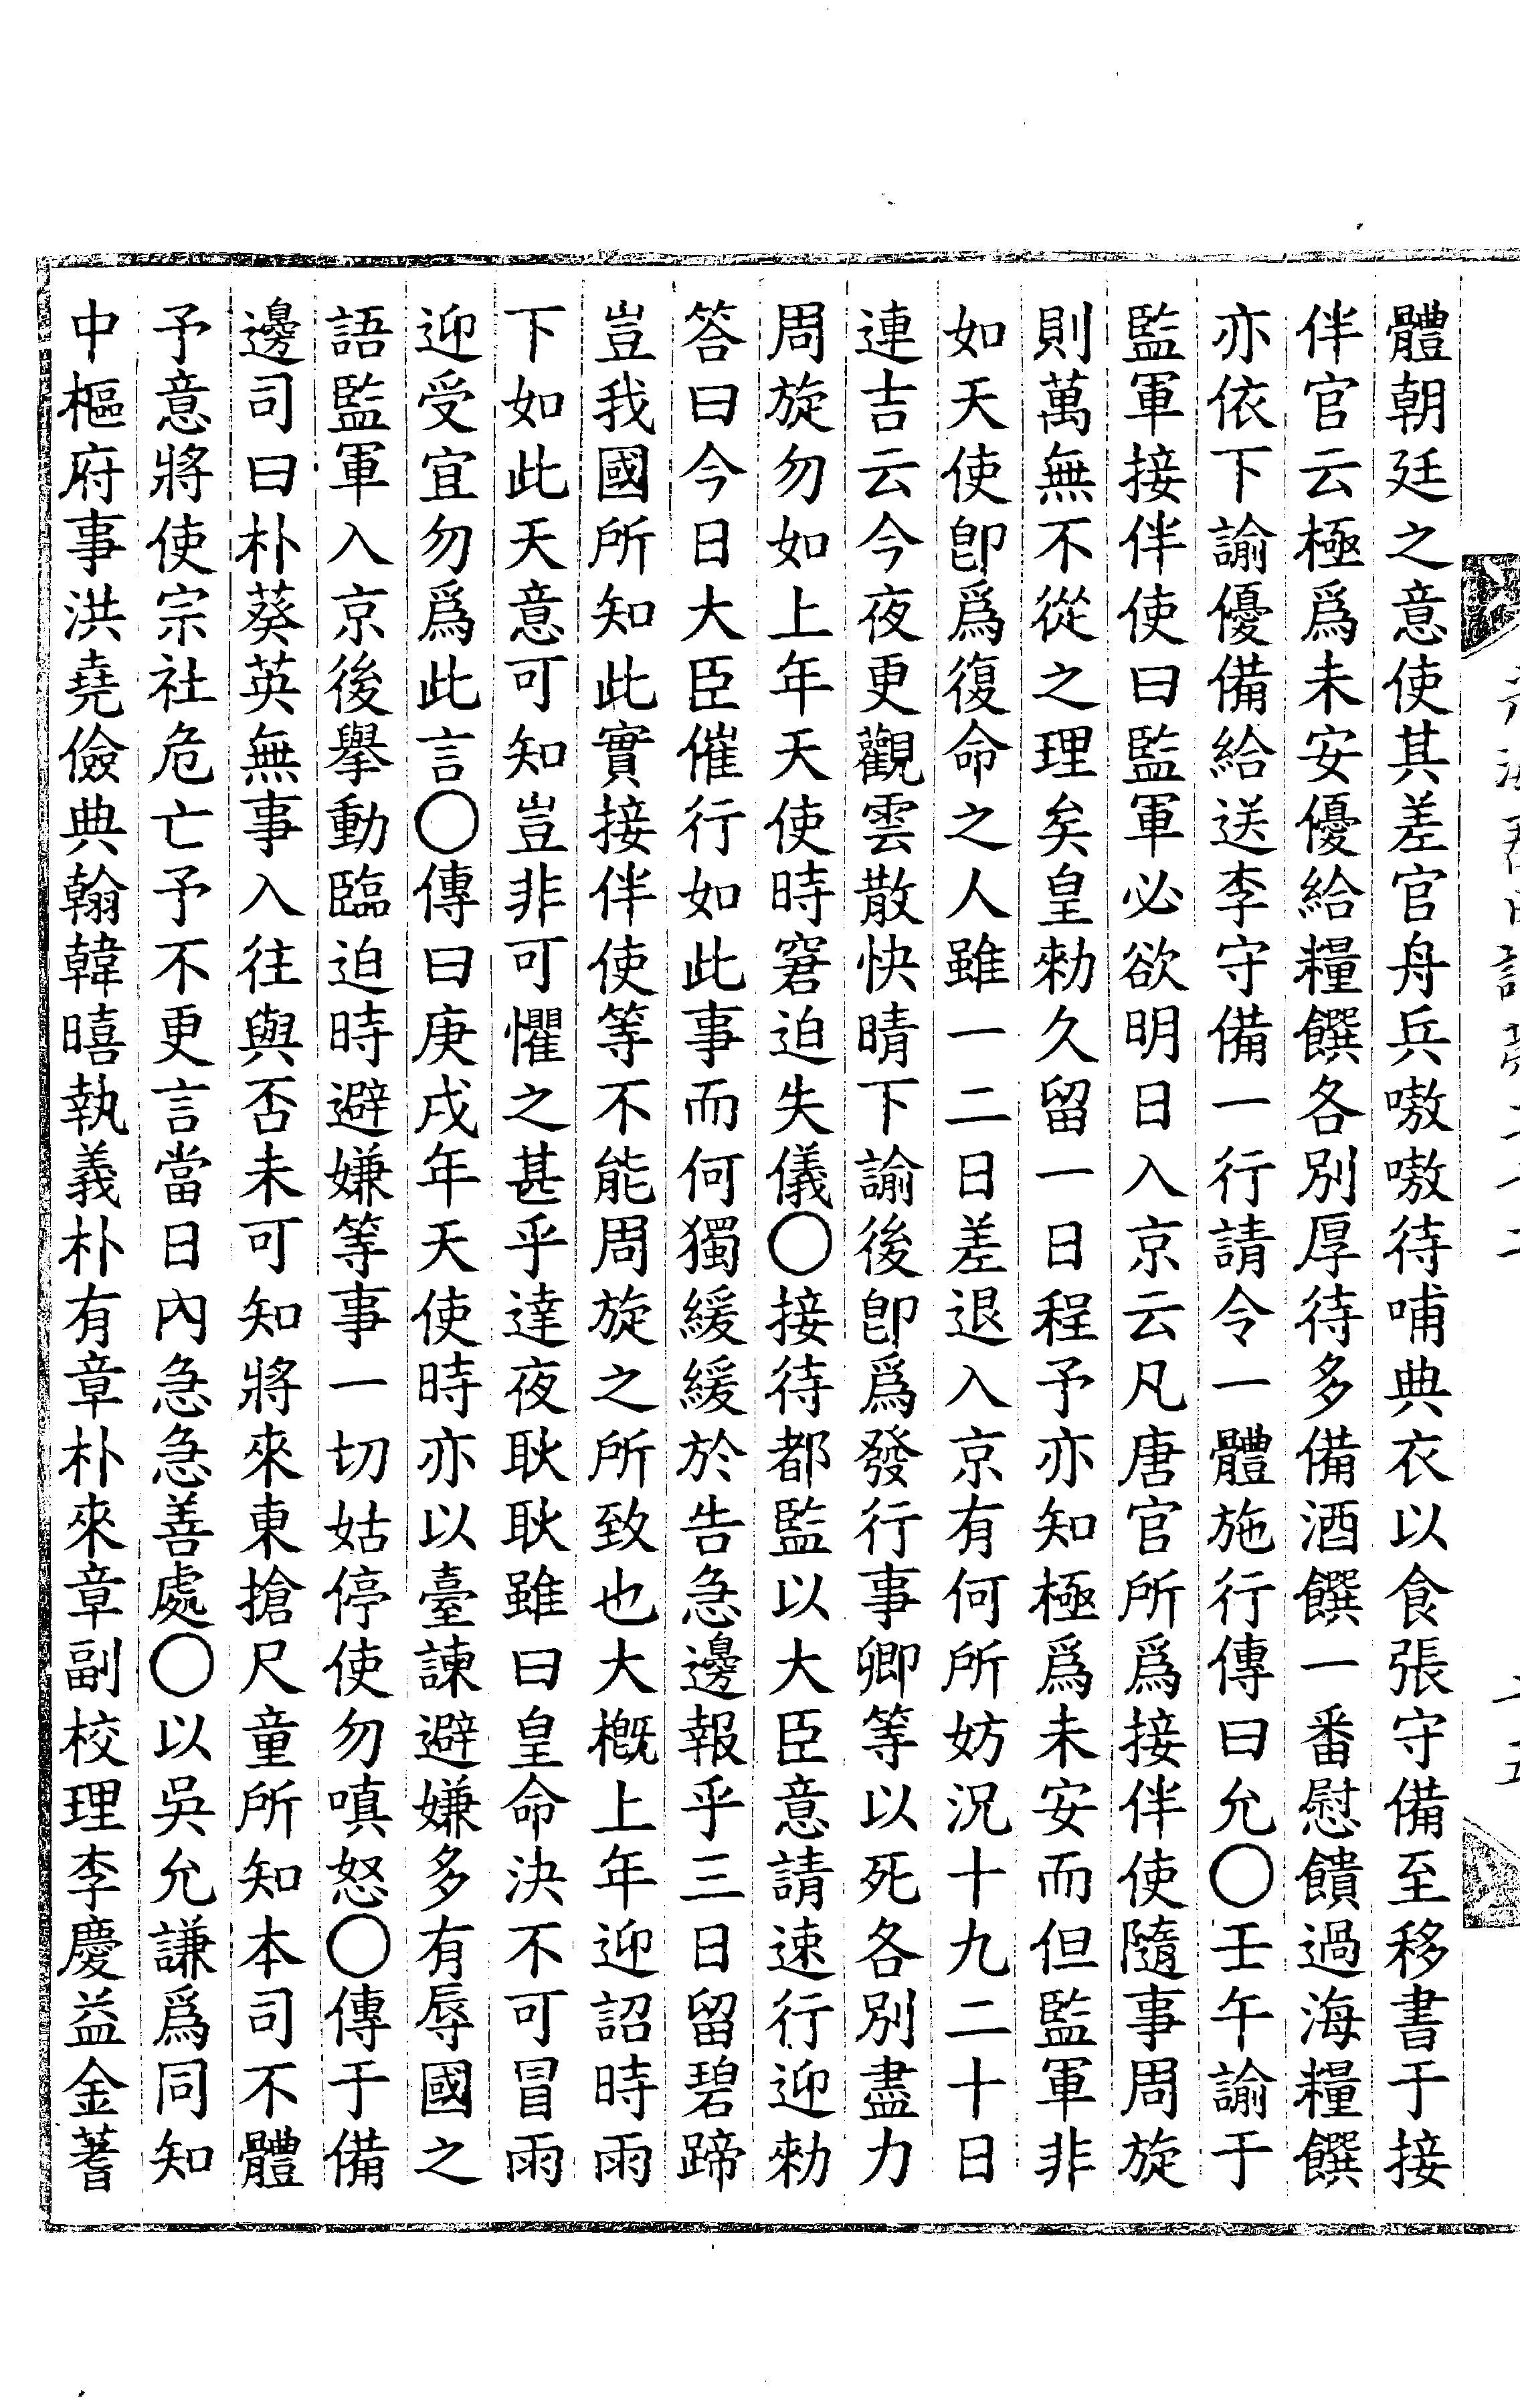 體朝廷之意使其差官舟兵嗷嗷待哺典衣以食張守備至移書于接
伴官云極爲未安優給糧饌各別厚待多備酒饌一番慰饋過海糧饌
亦依下諭優備給送李守備一行請令一體施行傳曰允〇壬午諭于
監軍接伴使曰監軍必欲明日入京云凡唐官所爲接伴使隨事周旋
則萬無不從之理矣皇勑久留一日程予亦知極爲未安而但監軍非
如天使卽爲復命之人雖一二日差退入京有何所妨況十九二十日
連吉云今夜更觀雲散快晴下諭後卽爲發行事卿等以死各別盡力
周旋勿如上年天使時窘迫失儀〇接待都監以大臣意請速行迎勑
答曰今日大臣催行如此事而何獨緩緩於告急邊報乎三日留碧蹄
豈我國所知此實接伴使等不能周旋之所致也大槪上年迎詔時雨
下如此天意可知豈非可懼之甚乎達夜耿耿雖曰皇命決不可冒雨
迎受宜勿爲此言〇傳曰庚戌年天使時亦以臺諫避嫌多有辱國之
語監軍入京後擧動臨迫時避嫌等事一切姑停使勿嗔怒〇傳于備
邊司曰朴葵英無事入往與否未可知將來東搶尺童所知本司不體
予意將使宗社危亡予不更言當日內急急善處〇以吳允謙爲同知
中樞府事洪堯儉典翰韓暿執義朴有章朴來章副校理李慶益金蓍